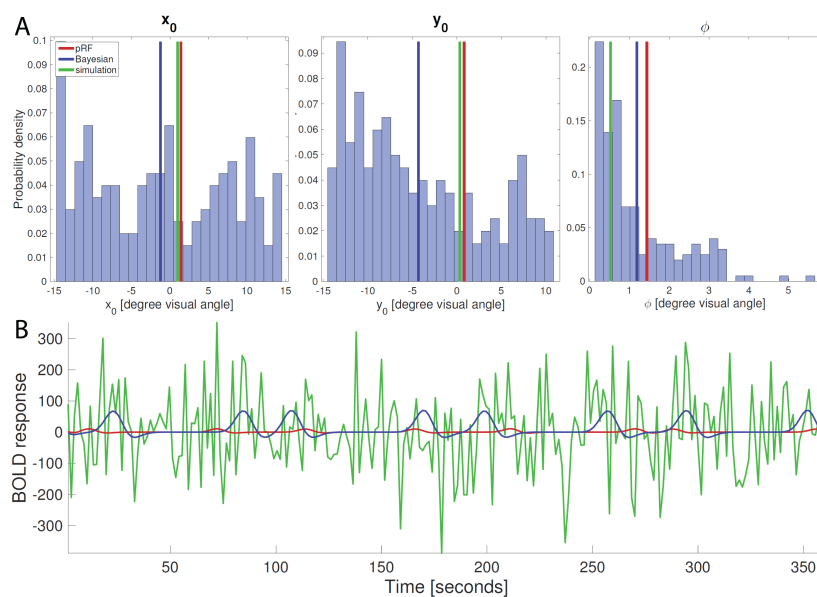 A
x0
y0
ϕ
pRF
Bayesian
simulation
Probability density
0.1
0.09
0.08
0.07
0.06
0.05
0.04
0.03
0.02
0.01
0
-15 -10 -5 0 5 10 15
x0 [degree visual angle]
0.09
0.08
0.07
0.06
0.05
0.04
0.03
0.02
0.01
0
-15 -10 -5 0 5 10
y0 [degree visual angle]
0.2
0.15
0.1
0.05
0
0 1 2 3 4 5
ϕ [degree visual angle]
B
BOLD response
300
200
100
0
-100
-200
-300
50 100 150 200 250 300 350
Time [seconds]